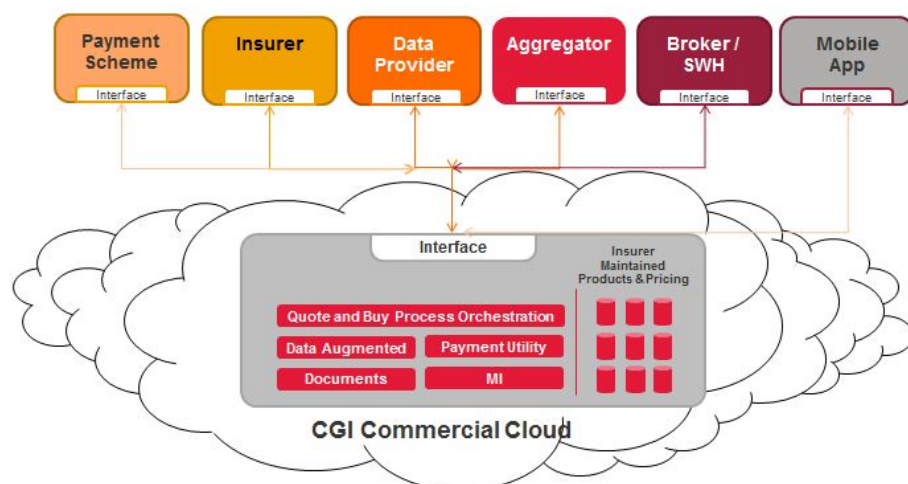 Payment
Scheme
Interface
Insurer
Interface
Data
Provider
Interface
Aggregator
Interface
Broker /
SWH
Interface
Mobile
App
Interface
Interface
Insurer
Maintained
Products & Pricing
Quote and Buy Process Orchestration
Data Augmented
Payment Utility
Documents
MI
CGI Commercial Cloud